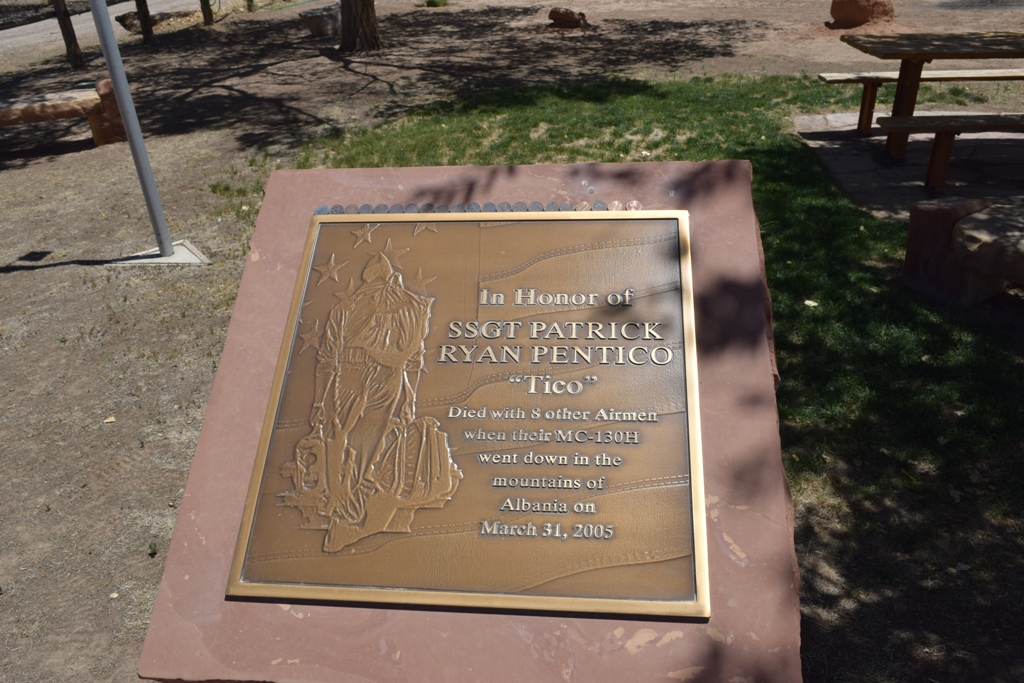 In Honor of
SSGT PATRICK
RYAN PENTICO
“Tico”
Died with 8 other Airmen
when their MC-130H
went down in the
mountains of
Albania on
March 31, 2005